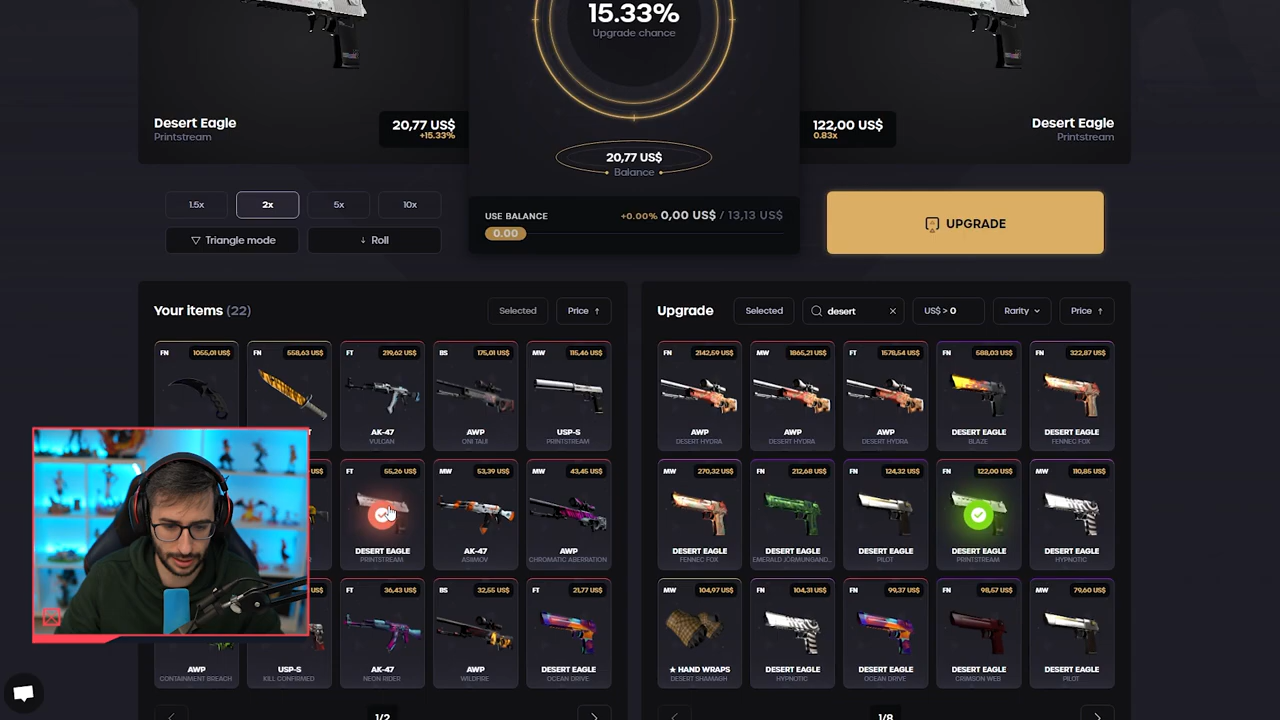 15.33%
Upgrade chance
Desert Eagle
Printstream
20,77 US$
+15.33%
20,77 US$
Balance
122,00 US$
0.83x
Desert Eagle
Printstream
1.5x 2x 5x 10x
Triangle mode
Roll
USE BALANCE
+0.00% 0,00 US$ / 13,13 US$
0.00
UPGRADE
Your items (22)
Selected
Price
Upgrade
Selected
desert
US$ > 0
Rarity
Price
FN 1055,01 US$
FN 558,63 US$
FT 219,62 US$
AK-47
VULCAN
BS 175,01 US$
AWP
ONI TAIJI
MW 115,46 US$
USP-S
PRINTSTREAM
FT 55,26 US$
DESERT EAGLE
PRINTSTREAM
MW 53,39 US$
AK-47
ASIIMOV
MW 43,45 US$
AWP
CHROMATIC ABERRATION
AWP
CONTAINMENT BREACH
USP-S
KILL CONFIRMED
FT 36,43 US$
AK-47
NEON RIDER
BS 32,55 US$
AWP
WILDFIRE
FT 21,77 US$
DESERT EAGLE
OCEAN DRIVE
1/2
FN 2142,59 US$
AWP
DESERT HYDRA
MW 1865,21 US$
AWP
DESERT HYDRA
FT 1578,54 US$
AWP
DESERT HYDRA
FN 588,03 US$
DESERT EAGLE
BLAZE
FN 322,87 US$
DESERT EAGLE
FENNEC FOX
MW 270,32 US$
DESERT EAGLE
FENNEC FOX
FN 212,68 US$
DESERT EAGLE
EMERALD JÖRMUNGAND...
FN 124,32 US$
DESERT EAGLE
PILOT
FN 122,00 US$
DESERT EAGLE
PRINTSTREAM
MW 110,85 US$
DESERT EAGLE
HYPNOTIC
MW 104,97 US$
★ HAND WRAPS
DESERT SHAMAGH
FN 104,31 US$
DESERT EAGLE
HYPNOTIC
FN 99,37 US$
DESERT EAGLE
OCEAN DRIVE
FN 98,57 US$
DESERT EAGLE
CRIMSON WEB
MW 79,60 US$
DESERT EAGLE
PILOT
1/8